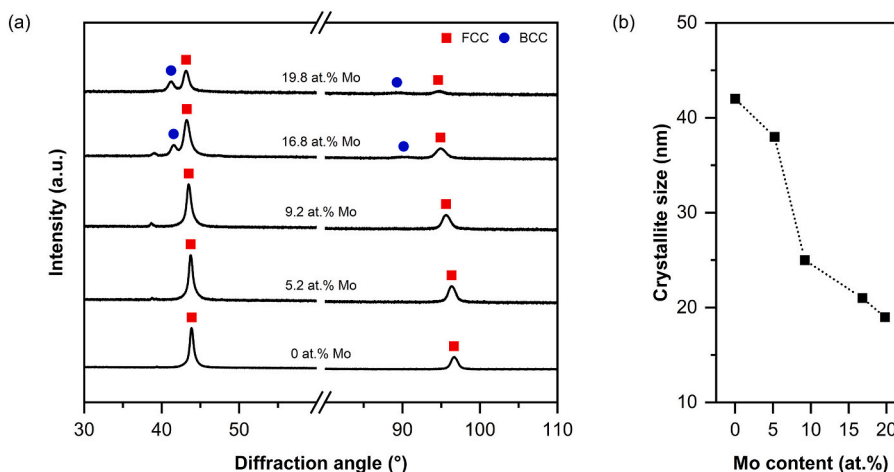 (a)
FCC
BCC
19.8 at.% Mo
16.8 at.% Mo
9.2 at.% Mo
5.2 at.% Mo
0 at.% Mo
Intensity (a.u.)
30
40
50
90
100
110
Diffraction angle (°)
(b)
50
40
30
20
10
Crystallite size (nm)
0
5
10
15
20
Mo content (at.%)